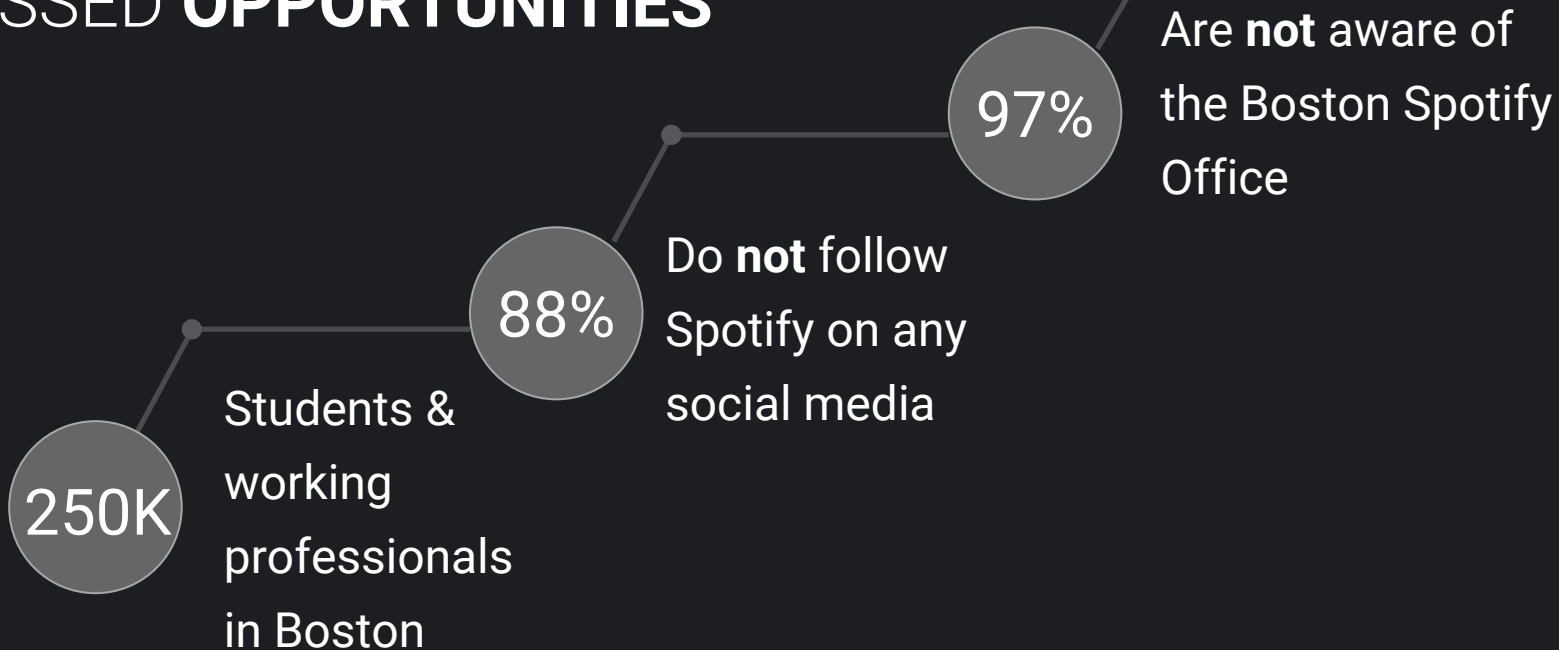 SSED OPPORTUNITIES
97%
Are not aware of
the Boston Spotify
Office
88%
Do not follow
Spotify on any
social media
250K
Students &
working
professionals
in Boston